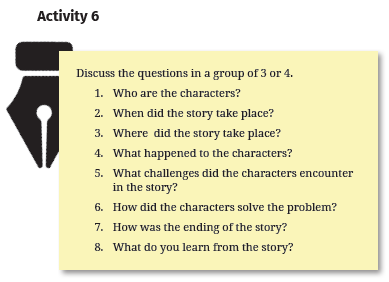 Activity 6
Discuss the questions in a group of 3 or 4.
1. Who are the characters?
2. When did the story take place?
3. Where did the story take place?
4. What happened to the characters?
5. What challenges did the characters encounter
in the story?
6. How did the characters solve the problem?
7. How was the ending of the story?
8. What do you learn from the story?